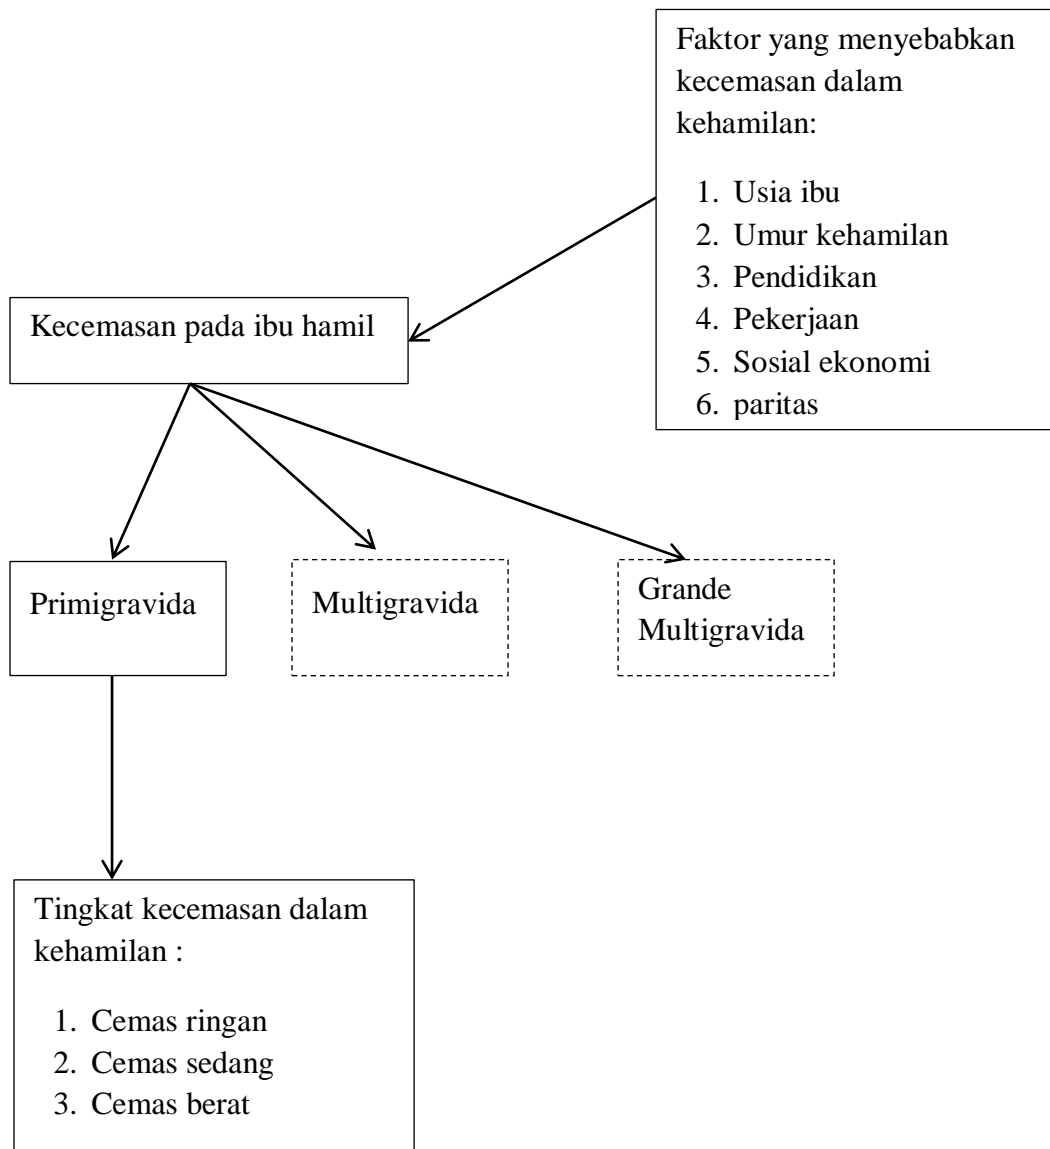 Faktor yang menyebabkan
kecemasan dalam
kehamilan:
1. Usia ibu
2. Umur kehamilan
3. Pendidikan
4. Pekerjaan
5. Sosial ekonomi
6. paritas
Kecemasan pada ibu hamil
Primigravida
Multigravida
Grande
Multigravida
Tingkat kecemasan dalam
kehamilan :
1. Cemas ringan
2. Cemas sedang
3. Cemas berat